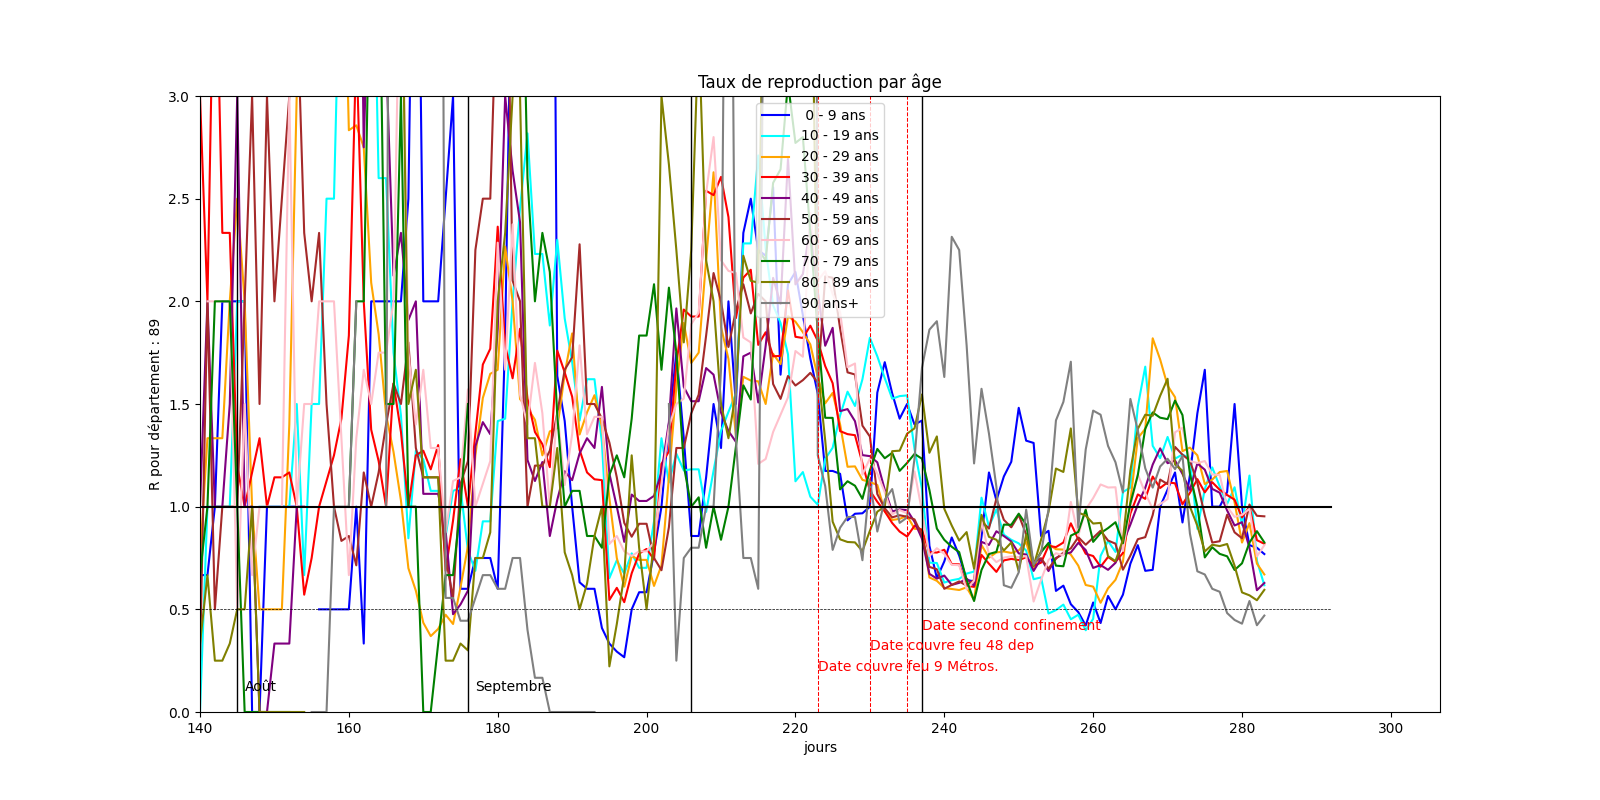 Taux de reproduction par âge
R pour département : 89
3.0
2.5
2.0
1.5
1.0
0.5
0.0
0 - 9 ans
10 - 19 ans
20 - 29 ans
30 - 39 ans
40 - 49 ans
50 - 59 ans
60 - 69 ans
70 - 79 ans
80 - 89 ans
90 ans+
Date second confinement
Date couvre feu 48 dep
Date couvre feu 9 Métros.
Août
Septembre
140 160 180 200 220 240 260 280 300
jours